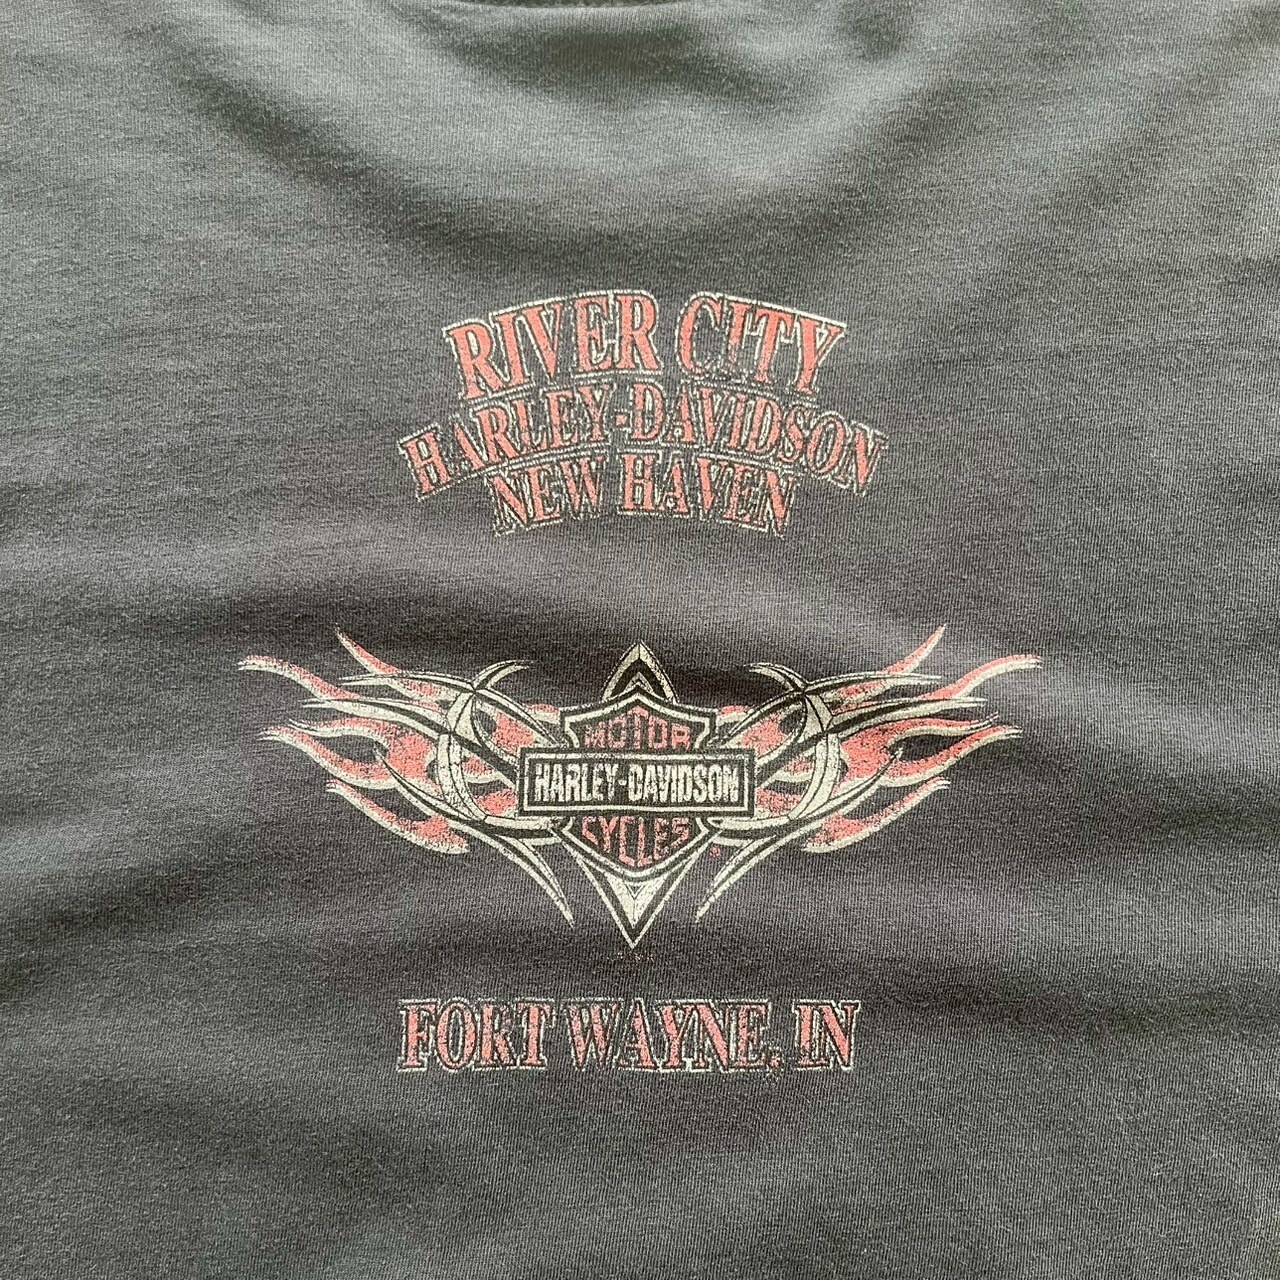 RIVER CITY
HARLEY-DAVIDSON
NEW HAVEN
MOTOR
HARLEY-DAVIDSON
CYCLES
FORT WAYNE, IN